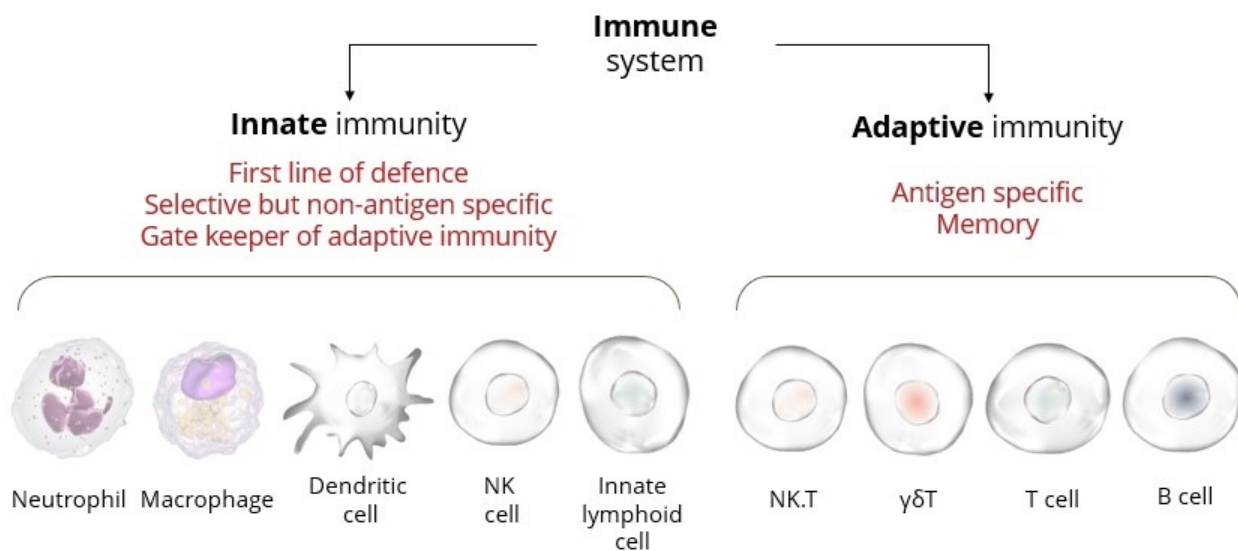 Immune
system
Innate immunity
First line of defence
Selective but non-antigen specific
Gate keeper of adaptive immunity
Adaptive immunity
Antigen specific
Memory
Neutrophil
Macrophage
Dendritic
cell
NK
cell
Innate
lymphoid
cell
NK.T
γδT
T cell
B cell